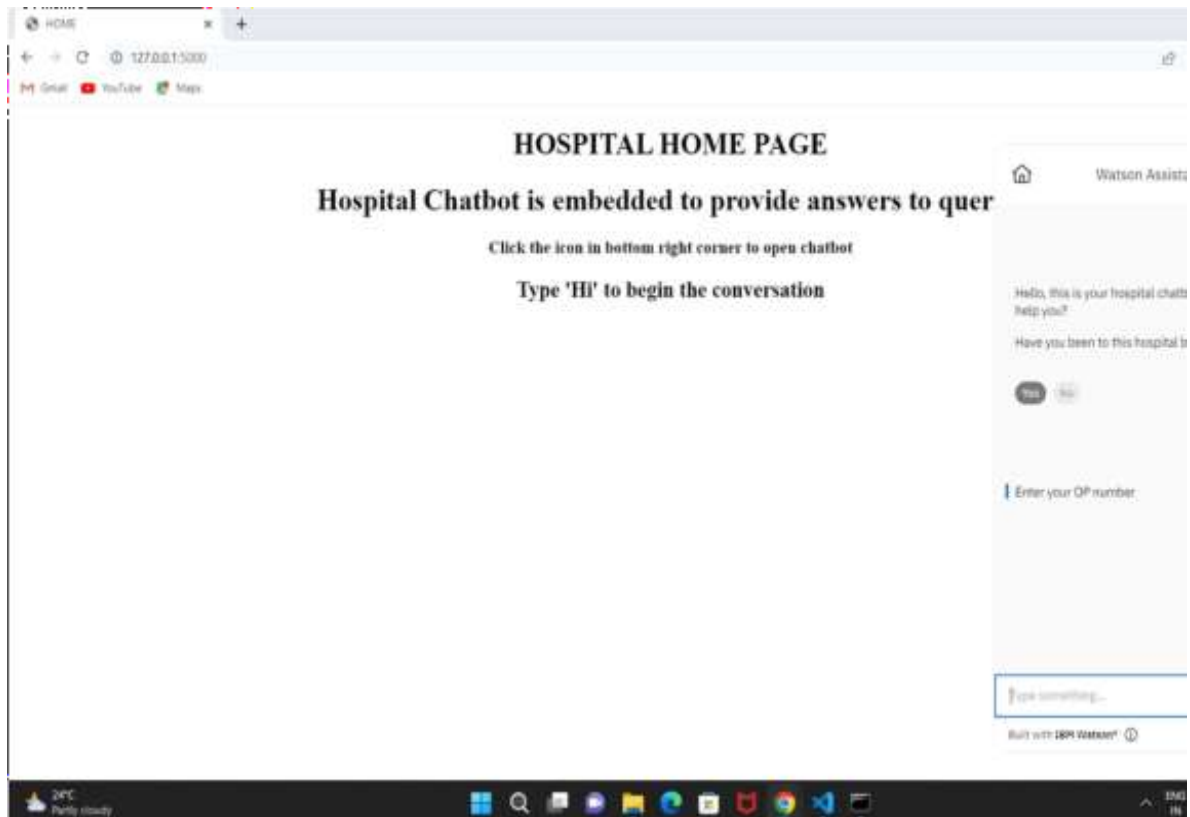 HOME
127.0.0.1:5000
Gmail YouTube Maps
HOSPITAL HOME PAGE
Hospital Chatbot is embedded to provide answers to quer
Click the icon in bottom right corner to open chatbot
Type 'Hi' to begin the conversation
Watson Assista
Hello, this is your hospital chatb
help you?
Have you been to this hospital b
Yes No
Enter your OP number
Type something...
Built with IBM Watson®
24°C
Partly cloudy
ENG
IN